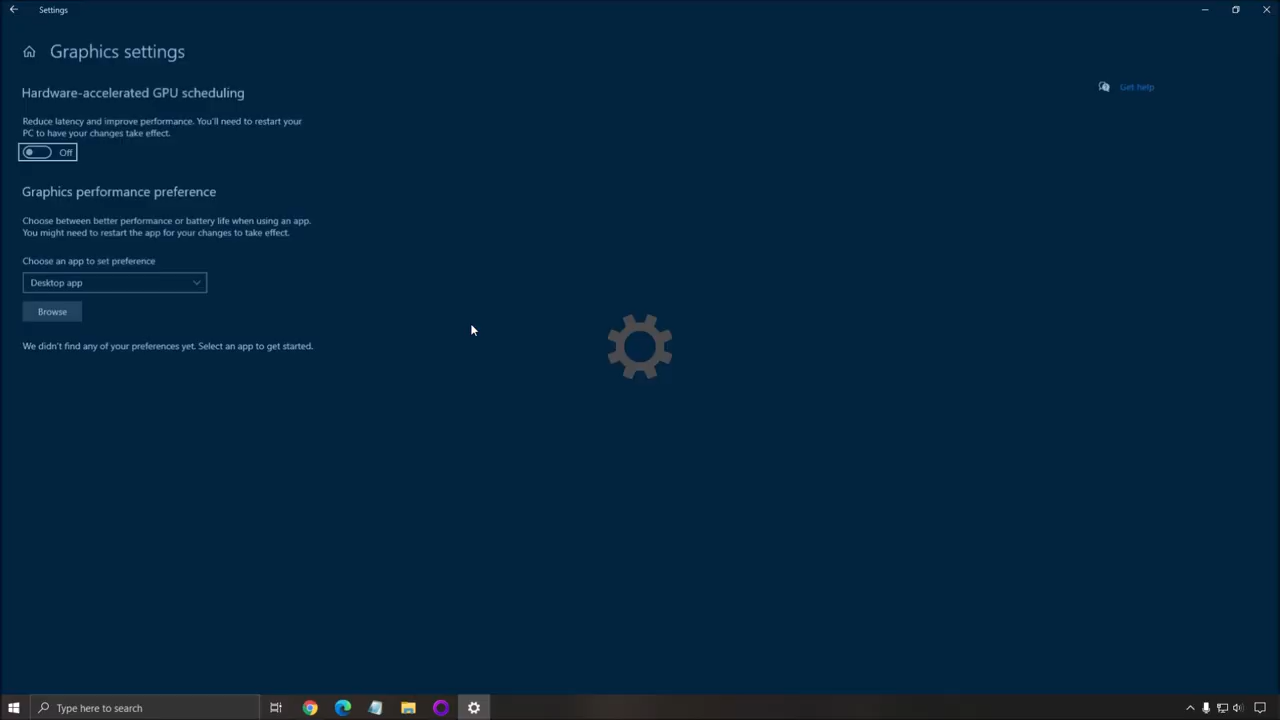 Settings
Graphics settings
Hardware-accelerated GPU scheduling
Get help
Reduce latency and improve performance. You'll need to restart your
PC to have your changes take effect.
Off
Graphics performance preference
Choose between better performance or battery life when using an app.
You might need to restart the app for your changes to take effect.
Choose an app to set preference
Desktop app
Browse
We didn't find any of your preferences yet. Select an app to get started.
Type here to search